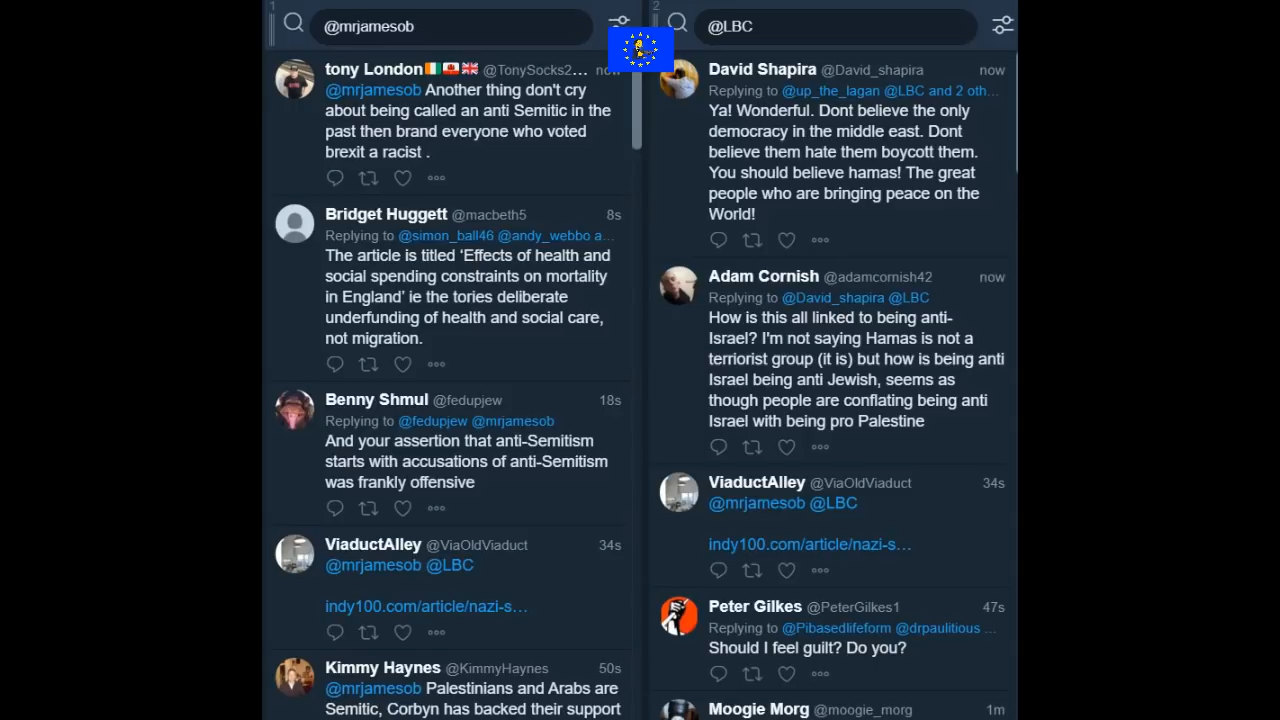 1
@mrjamesob
tony London @TonySocks2… now
@mrjamesob Another thing don't cry
about being called an anti Semitic in the
past then brand everyone who voted
brexit a racist .
Bridget Huggett @macbeth5 8s
Replying to @simon_ball46 @andy_webbo a…
The article is titled ‘Effects of health and
social spending constraints on mortality
in England’ ie the tories deliberate
underfunding of health and social care,
not migration.
Benny Shmul @fedupjew 18s
Replying to @fedupjew @mrjamesob
And your assertion that anti-Semitism
starts with accusations of anti-Semitism
was frankly offensive
ViaductAlley @ViaOldViaduct 34s
@mrjamesob @LBC
indy100.com/article/nazi-s…
Kimmy Haynes @KimmyHaynes 50s
@mrjamesob Palestinians and Arabs are
Semitic, Corbyn has backed their support
2
@LBC
David Shapira @David_shapira now
Replying to @up_the_lagan @LBC and 2 oth…
Ya! Wonderful. Dont believe the only
democracy in the middle east. Dont
believe them hate them boycott them.
You should believe hamas! The great
people who are bringing peace on the
World!
Adam Cornish @adamcornish42 now
Replying to @David_shapira @LBC
How is this all linked to being anti-
Israel? I'm not saying Hamas is not a
terriorist group (it is) but how is being anti
Israel being anti Jewish, seems as
though people are conflating being anti
Israel with being pro Palestine
ViaductAlley @ViaOldViaduct 34s
@mrjamesob @LBC
indy100.com/article/nazi-s…
Peter Gilkes @PeterGilkes1 47s
Replying to @Pibasedlifeform @drpaulitious …
Should I feel guilt? Do you?
Moogie Morg @moogie_morg 1m